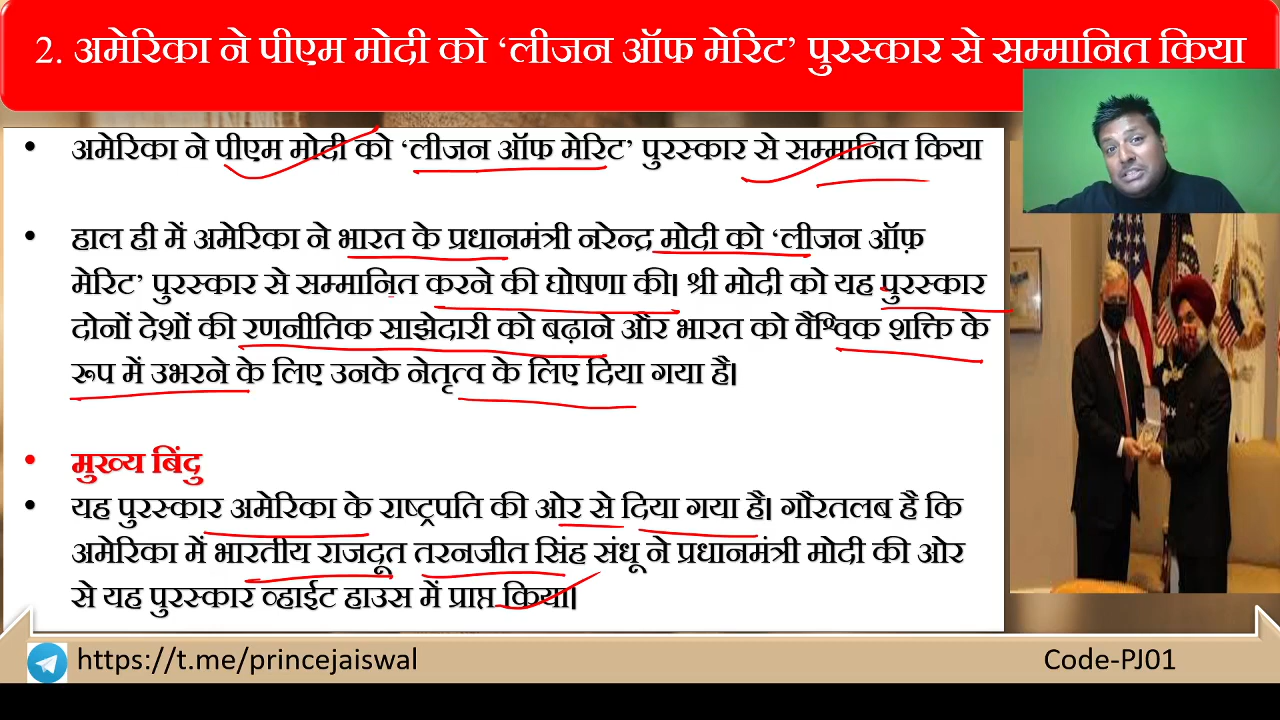 2. अमेरिका ने पीएम मोदी को ‘लीजन ऑफ मेरिट’ पुरस्कार से सम्मानित किया
• अमेरिका ने पीएम मोदी को ‘लीजन ऑफ मेरिट’ पुरस्कार से सम्मानित किया
• हाल ही में अमेरिका ने भारत के प्रधानमंत्री नरेन्द्र मोदी को ‘लीजन ऑफ़
मेरिट’ पुरस्कार से सम्मानित करने की घोषणा की। श्री मोदी को यह पुरस्कार
दोनों देशों की रणनीतिक साझेदारी को बढ़ाने और भारत को वैश्विक शक्ति के
रूप में उभरने के लिए उनके नेतृत्व के लिए दिया गया है।
• मुख्य बिंदु
• यह पुरस्कार अमेरिका के राष्ट्रपति की ओर से दिया गया है। गौरतलब है कि
अमेरिका में भारतीय राजदूत तरनजीत सिंह संधू ने प्रधानमंत्री मोदी की ओर
से यह पुरस्कार व्हाईट हाउस में प्राप्त किया।
https://t.me/princejaiswal
Code-PJ01